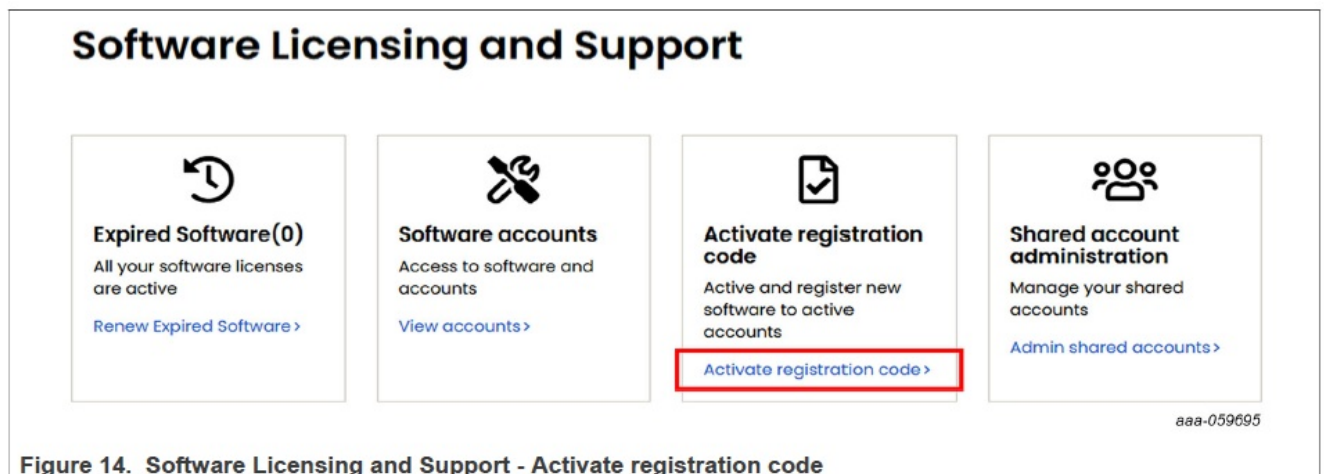 Software Licensing and Support
Expired Software(0)
All your software licenses
are active
Renew Expired Software>
Software accounts
Access to software and
accounts
View accounts>
Activate registration
code
Active and register new
software to active
accounts
Activate registration code>
Shared account
administration
Manage your shared
accounts
Admin shared accounts>
aaa-059695
Figure 14. Software Licensing and Support - Activate registration code